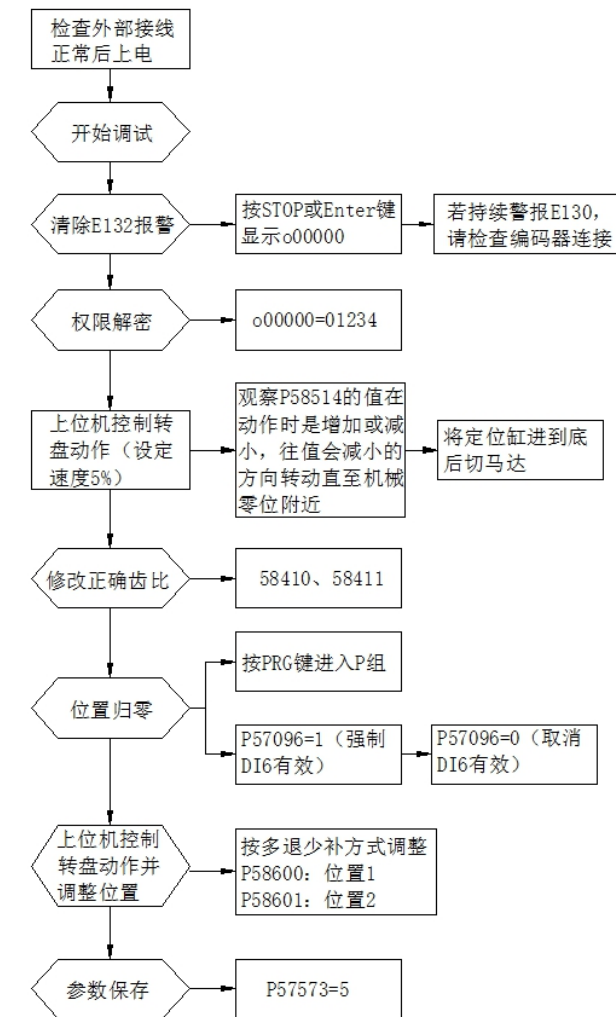 检查外部接线
正常后上电
开始调试
清除E132报警
按STOP或Enter键
显示o00000
若持续警报E130，
请检查编码器连接
权限解密
o00000=01234
上位机控制转
盘动作（设定
速度5%）
观察P58514的值在
动作时是增加或减
小，往值会减小的
方向转动直至机械
零位附近
将定位缸进到底
后切马达
修改正确齿比
58410、58411
位置归零
按PRG键进入P组
P57096=1（强制
DI6有效）
P57096=0（取消
DI6有效）
上位机控制
转盘动作并
调整位置
按多退少补方式调整
P58600：位置1
P58601：位置2
参数保存
P57573=5